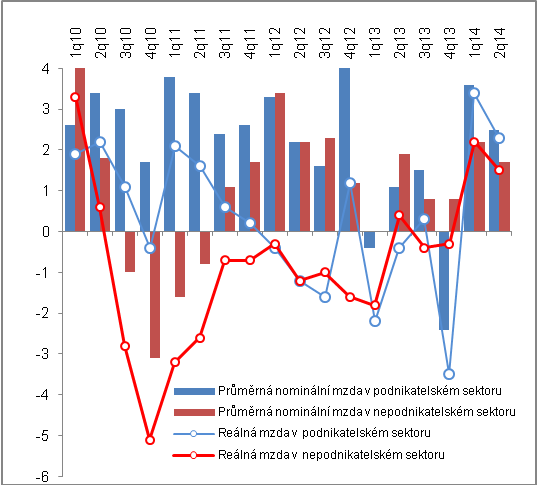 1q10 2q10 3q10 4q10 1q11 2q11 3q11 4q11 1q12 2q12 3q12 4q12 1q13 2q13 3q13 4q13 1q14 2q14
4
3
2
1
0
-1
-2
-3
-4
-5
-6
Průměrná nominální mzda v podnikatelském sektoru
Průměrná nominální mzda v nepodnikatelském sektoru
Reálná mzda v podnikatelském sektoru
Reálná mzda v nepodnikatelském sektoru